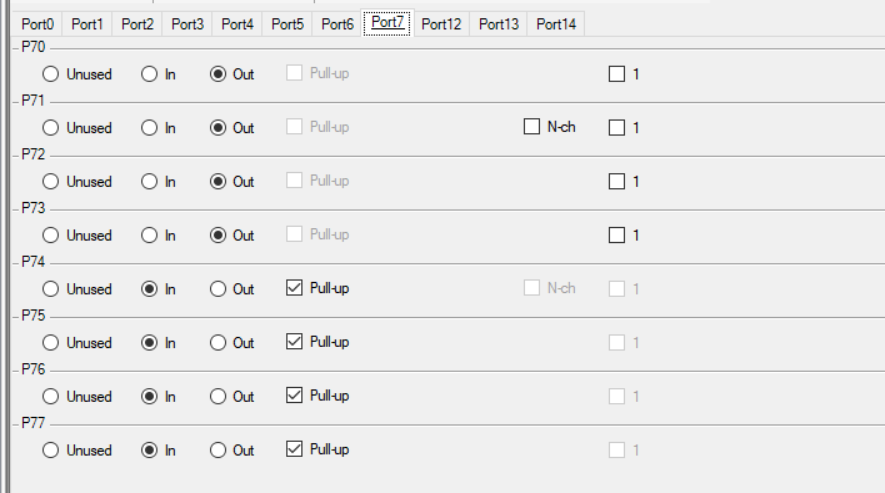 Port0 Port1 Port2 Port3 Port4 Port5 Port6 Port7 Port12 Port13 Port14
P70
Unused In Out Pull-up 1
P71
Unused In Out Pull-up N-ch 1
P72
Unused In Out Pull-up 1
P73
Unused In Out Pull-up 1
P74
Unused In Out Pull-up N-ch 1
P75
Unused In Out Pull-up 1
P76
Unused In Out Pull-up 1
P77
Unused In Out Pull-up 1